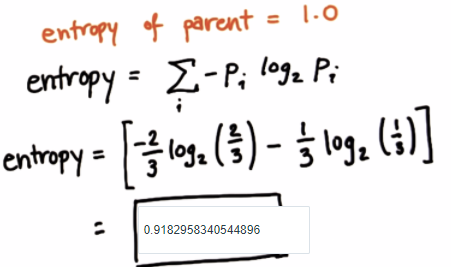 entropy of parent = 1.0
entropy = Σ -Pᵢ log₂ Pᵢ
i
entropy = [-2/3 log₂ (2/3) - 1/3 log₂ (1/3)]
= 0.9182958340544896